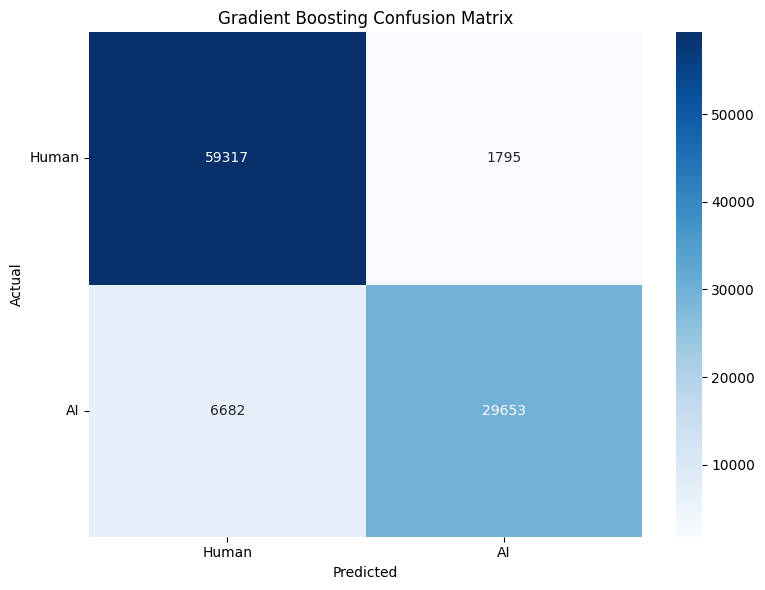 Gradient Boosting Confusion Matrix
Actual
Human
59317
1795
AI
6682
29653
Human
AI
Predicted
50000
40000
30000
20000
10000